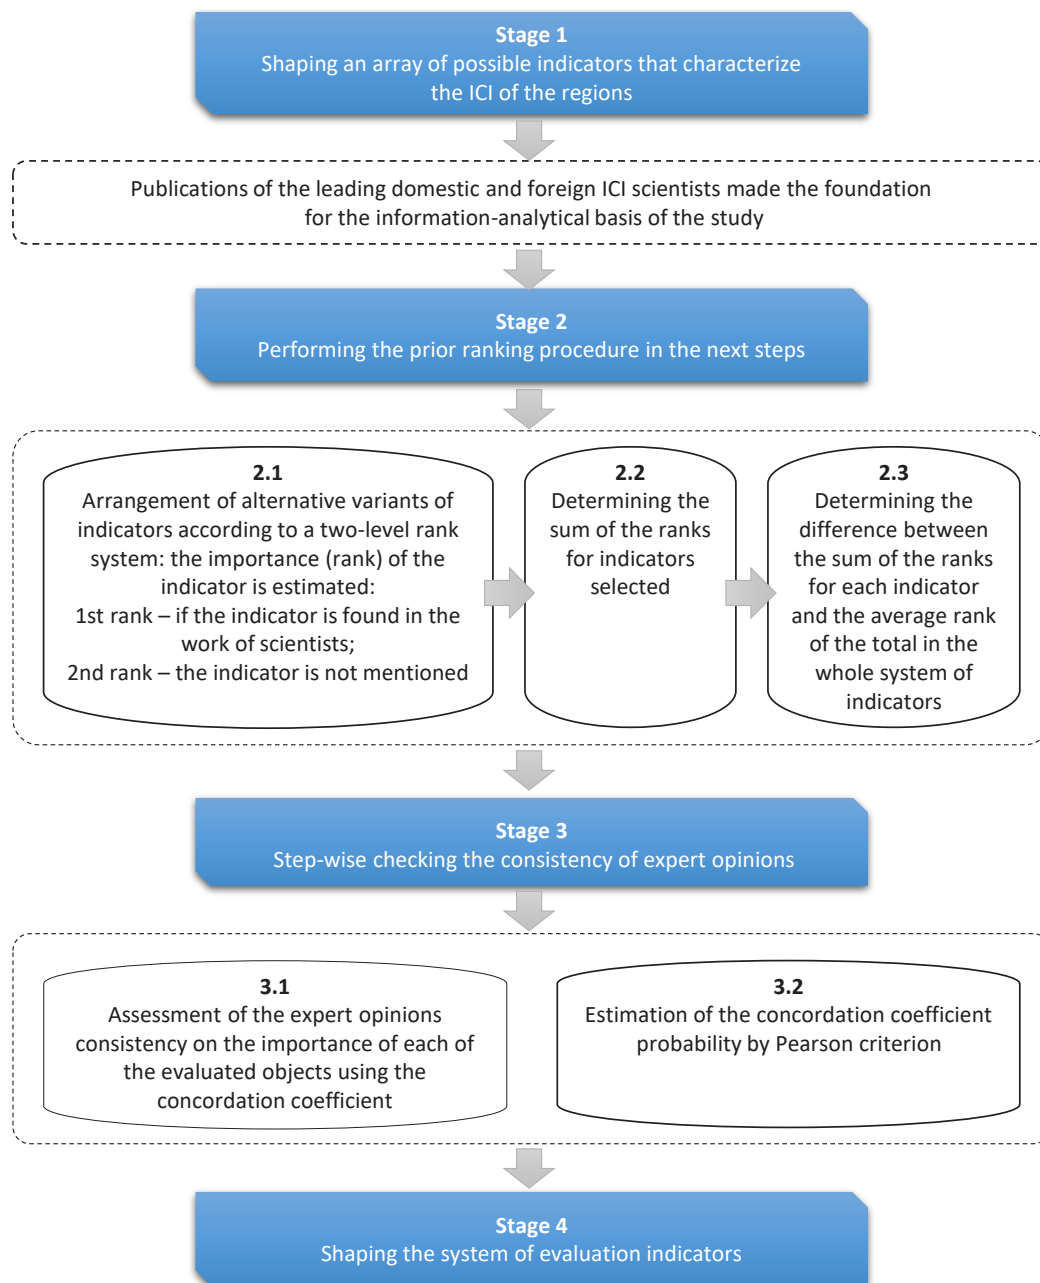 Stage 1
Shaping an array of possible indicators that characterize
the ICI of the regions
Publications of the leading domestic and foreign ICI scientists made the foundation
for the information-analytical basis of the study
Stage 2
Performing the prior ranking procedure in the next steps
2.1
Arrangement of alternative variants of
indicators according to a two-level rank
system: the importance (rank) of the
indicator is estimated:
1st rank – if the indicator is found in the
work of scientists;
2nd rank – the indicator is not mentioned
2.2
Determining the
sum of the ranks
for indicators
selected
2.3
Determining the
difference between
the sum of the ranks
for each indicator
and the average rank
of the total in the
whole system of
indicators
Stage 3
Step-wise checking the consistency of expert opinions
3.1
Assessment of the expert opinions
consistency on the importance of each of
the evaluated objects using the
concordation coefficient
3.2
Estimation of the concordation coefficient
probability by Pearson criterion
Stage 4
Shaping the system of evaluation indicators